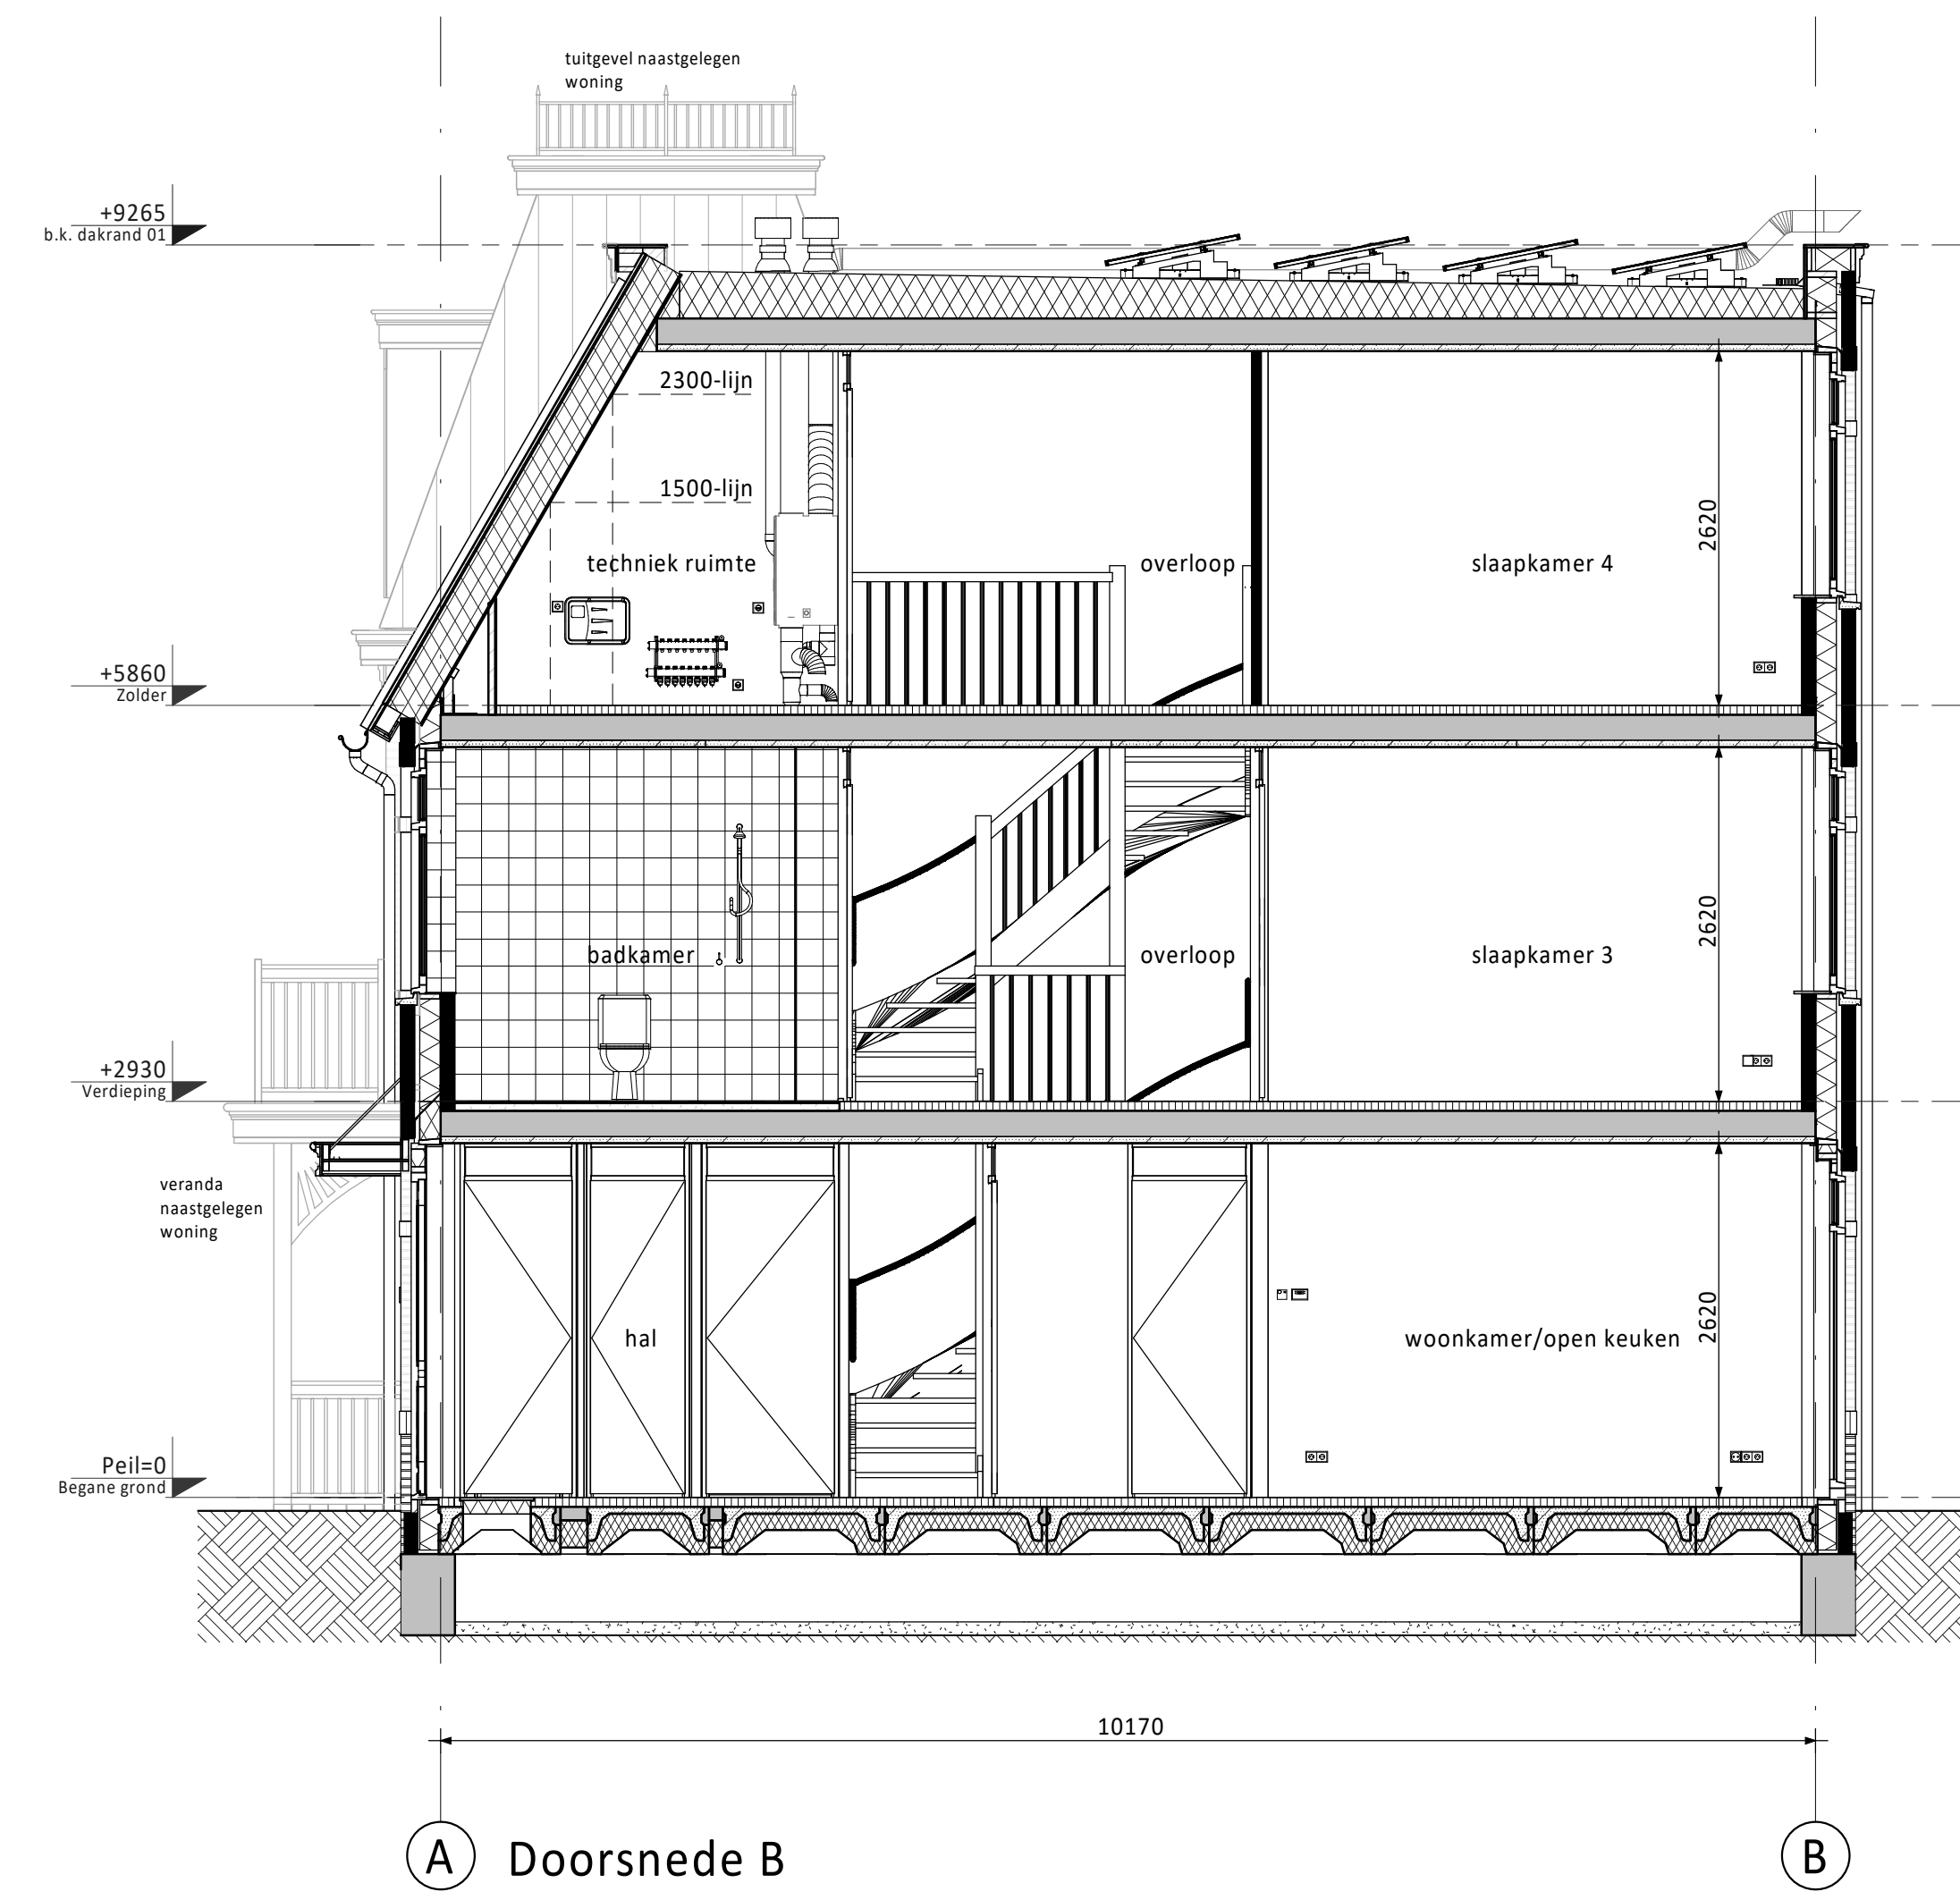 tuitgevel naastgelegen
woning
+9265
b.k. dakrand 01
2300-lijn
1500-lijn
techniek ruimte
overloop
slaapkamer 4
2620
+5860
Zolder
badkamer
overloop
slaapkamer 3
2620
+2930
Verdieping
veranda
naastgelegen
woning
hal
woonkamer/open keuken
2620
Peil=0
Begane grond
10170
A
Doorsnede B
B